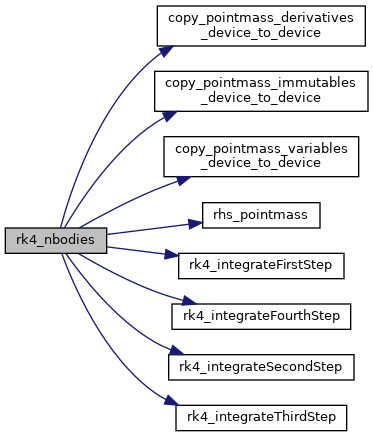 copy_pointmass_derivatives
_device_to_device
copy_pointmass_immutables
_device_to_device
copy_pointmass_variables
_device_to_device
rhs_pointmass
rk4_nbodies
rk4_integrateFirstStep
rk4_integrateFourthStep
rk4_integrateSecondStep
rk4_integrateThirdStep